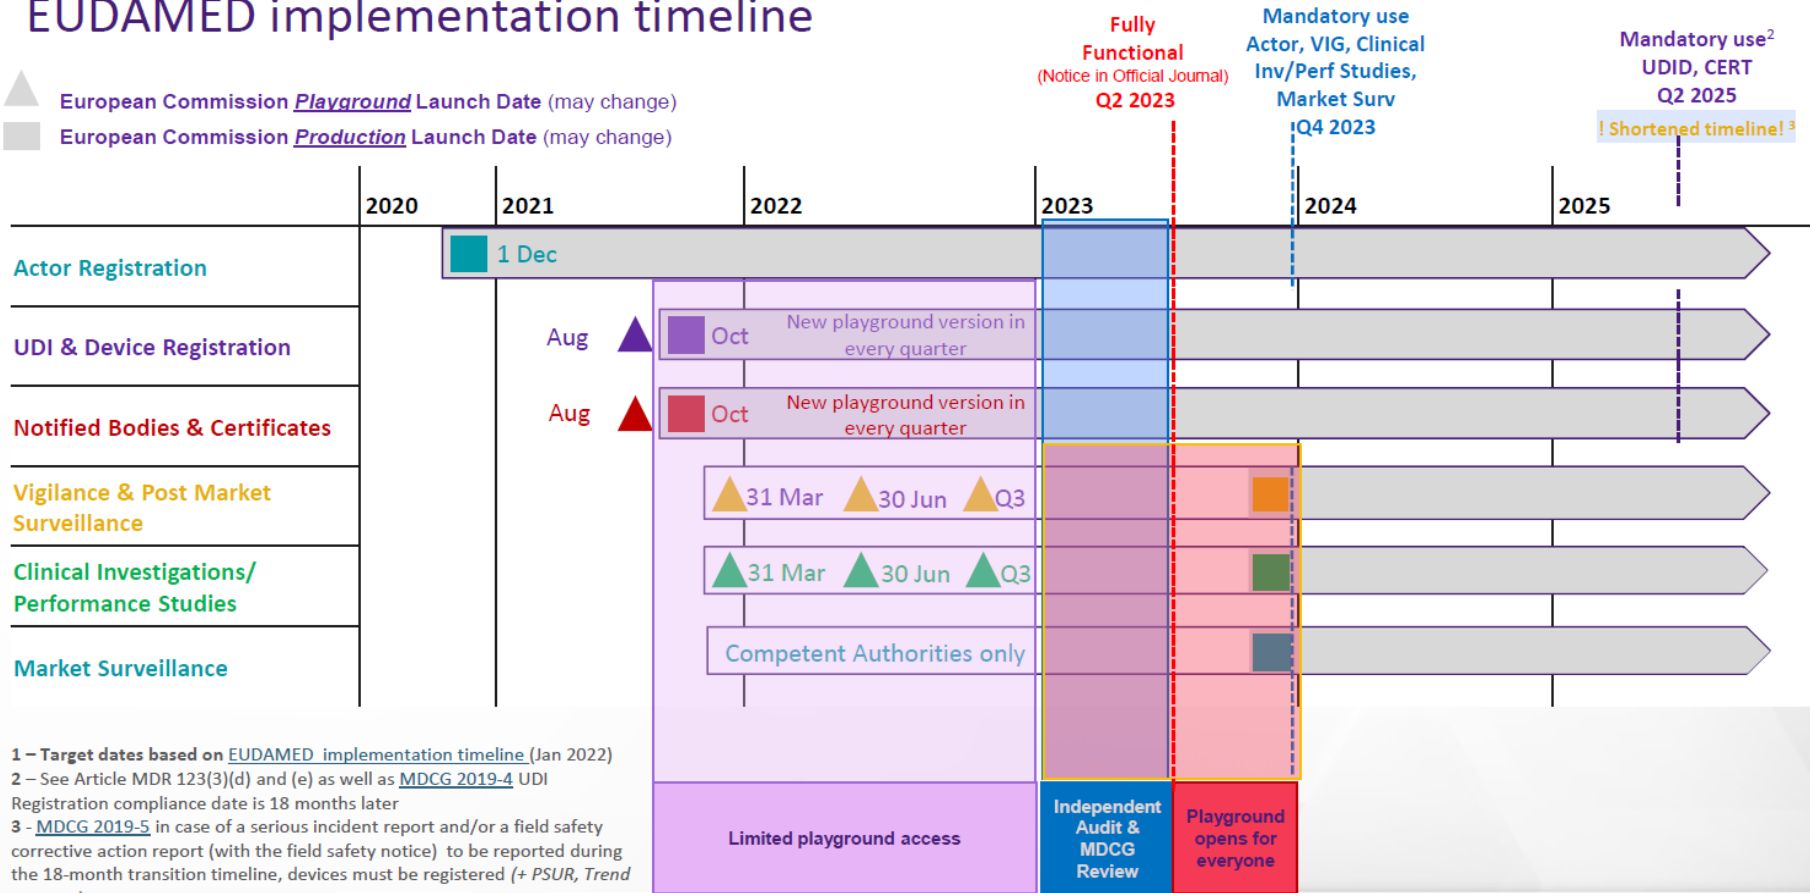 EUDAMED implementation timeline
European Commission Playground Launch Date (may change)
European Commission Production Launch Date (may change)
Fully
Functional
(Notice in Official Journal)
Q2 2023
Mandatory use
Actor, VIG, Clinical
Inv/Perf Studies,
Market Surv
Q4 2023
Mandatory use2
UDID, CERT
Q2 2025
! Shortened timeline! 3
2020
2021
2022
2023
2024
2025
Actor Registration
1 Dec
UDI & Device Registration
Aug
Oct
New playground version in
every quarter
Notified Bodies & Certificates
Aug
Oct
New playground version in
every quarter
Vigilance & Post Market
Surveillance
31 Mar
30 Jun
Q3
Clinical Investigations/
Performance Studies
31 Mar
30 Jun
Q3
Market Surveillance
Competent Authorities only
1 – Target dates based on EUDAMED implementation timeline (Jan 2022)
2 – See Article MDR 123(3)(d) and (e) as well as MDCG 2019-4 UDI
Registration compliance date is 18 months later
3 - MDCG 2019-5 in case of a serious incident report and/or a field safety
corrective action report (with the field safety notice) to be reported during
the 18-month transition timeline, devices must be registered (+ PSUR, Trend
Limited playground access
Independent
Audit &
MDCG
Review
Playground
opens for
everyone